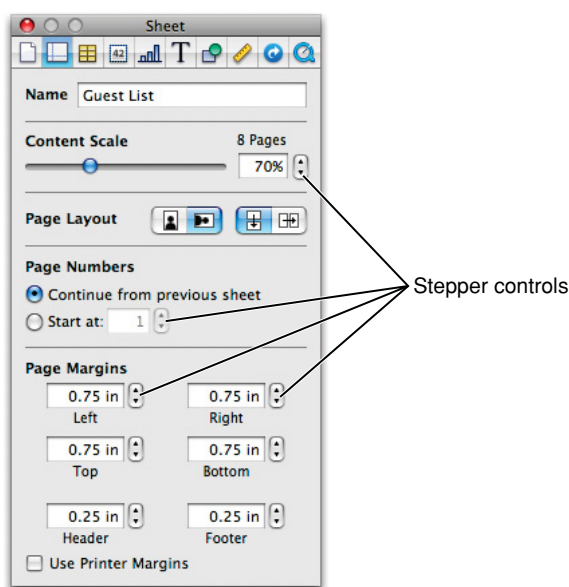 Sheet
42
T
Name Guest List
Content Scale 8 Pages
70%
Page Layout
Page Numbers
Continue from previous sheet
Start at: 1
Stepper controls
Page Margins
0.75 in 0.75 in
Left Right
0.75 in 0.75 in
Top Bottom
0.25 in 0.25 in
Header Footer
Use Printer Margins